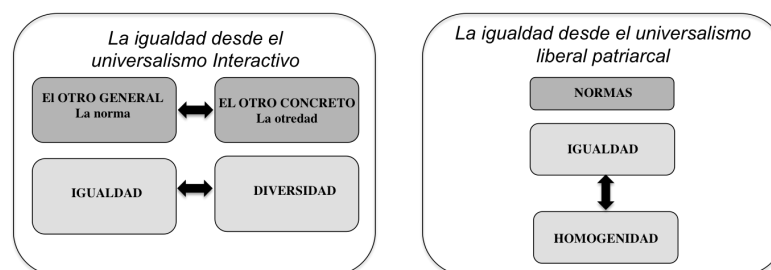 La igualdad desde el
universalismo Interactivo
El OTRO GENERAL
La norma
EL OTRO CONCRETO
La otredad
IGUALDAD
DIVERSIDAD
La igualdad desde el universalismo
liberal patriarcal
NORMAS
IGUALDAD
HOMOGENIDAD